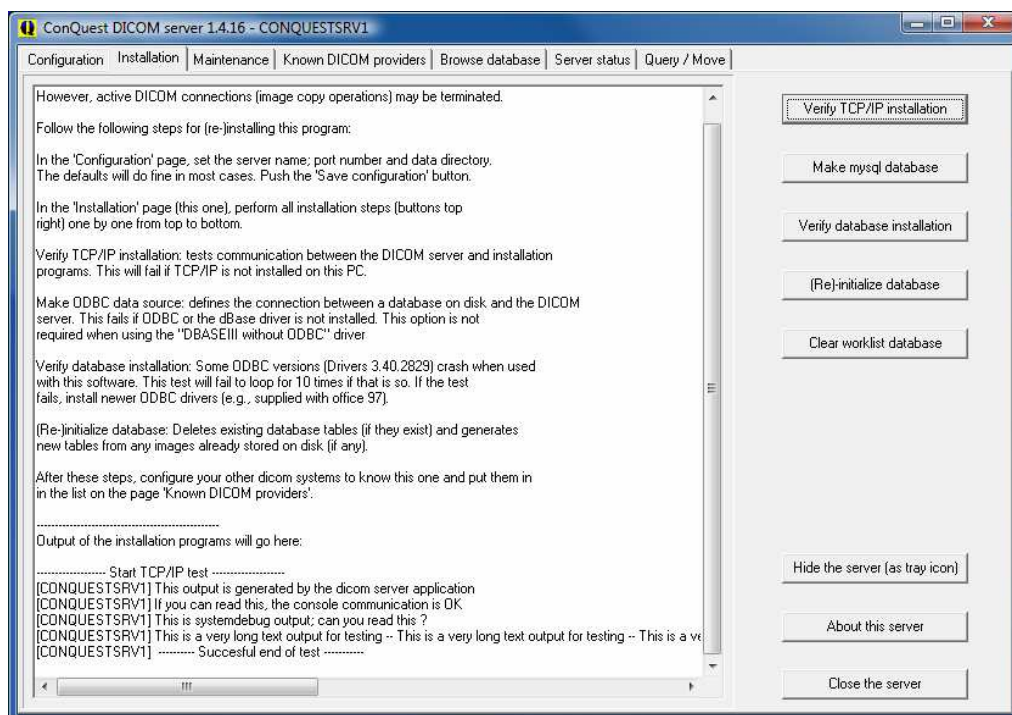 ConQuest DICOM server 1.4.16 - CONQUESTSRV1
Configuration Installation Maintenance Known DICOM providers Browse database Server status Query / Move
However, active DICOM connections (image copy operations) may be terminated.
Follow the following steps for (re-)installing this program:
In the 'Configuration' page, set the server name; port number and data directory.
The defaults will do fine in most cases. Push the 'Save configuration' button.
In the 'Installation' page (this one), perform all installation steps (buttons top
right) one by one from top to bottom.
Verify TCP/IP installation: tests communication between the DICOM server and installation
programs. This will fail if TCP/IP is not installed on this PC.
Make ODBC data source: defines the connection between a database on disk and the DICOM
server. This fails if ODBC or the dBase driver is not installed. This option is not
required when using the "DBASEIII without ODBC" driver
Verify database installation: Some ODBC versions (Drivers 3.40.2829) crash when used
with this software. This test will fail to loop for 10 times if that is so. If the test
fails, install newer ODBC drivers (e.g., supplied with office 97).
(Re-)initialize database: Deletes existing database tables (if they exist) and generates
new tables from any images already stored on disk (if any).
After these steps, configure your other dicom systems to know this one and put them in
in the list on the page 'Known DICOM providers'.
--------------------------------------------------
Output of the installation programs will go here:
------------------- Start TCP/IP test --------------------
[CONQUESTSRV1] This output is generated by the dicom server application
[CONQUESTSRV1] If you can read this, the console communication is OK
[CONQUESTSRV1] This is systemdebug output; can you read this ?
[CONQUESTSRV1] This is a very long text output for testing -- This is a very long text output for testing -- This is a ve
[CONQUESTSRV1] ---------- Succesful end of test -----------
Verify TCP/IP installation
Make mysql database
Verify database installation
(Re)-initialize database
Clear worklist database
Hide the server (as tray icon)
About this server
Close the server